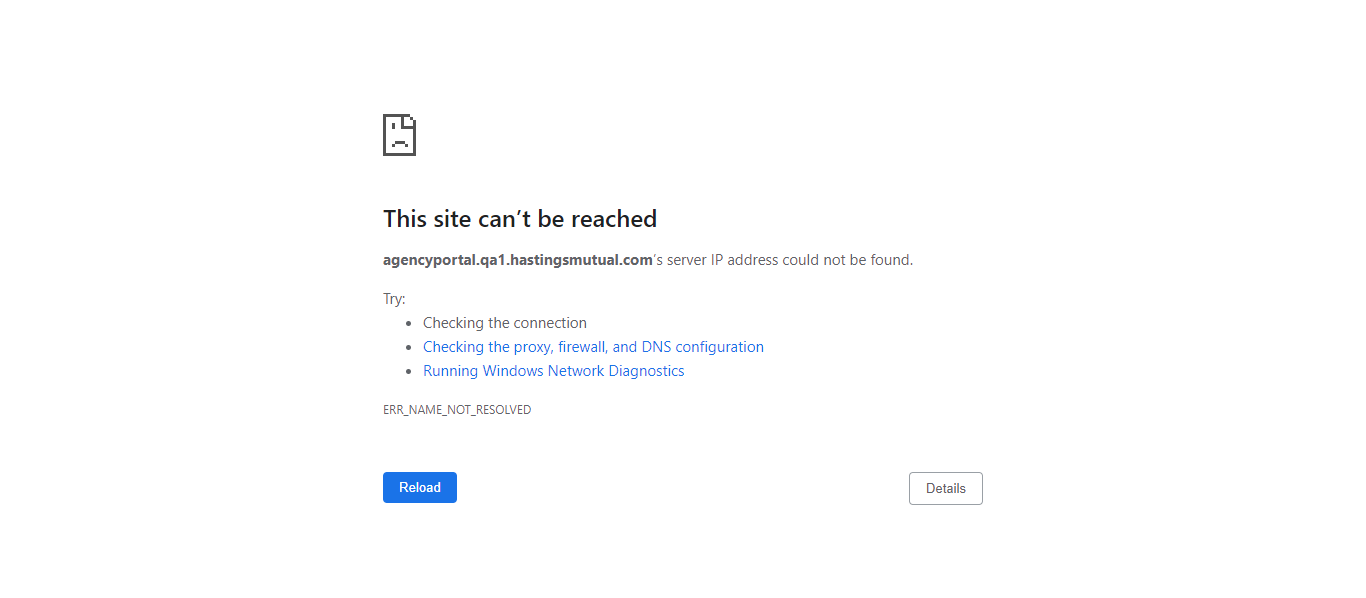 This site can’t be reached
agencyportal.qa1.hastingsmutual.com's server IP address could not be found.
Try:
Checking the connection
Checking the proxy, firewall, and DNS configuration
Running Windows Network Diagnostics
ERR_NAME_NOT_RESOLVED
Reload
Details